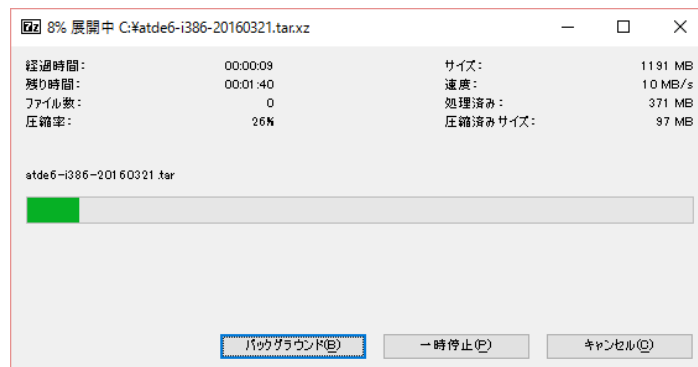 7z 8% 展開中 C:¥atde6-i386-20160321.tar.xz
経過時間: 00:00:09 サイズ: 1191 MB
残り時間: 00:01:40 速度: 10 MB/s
ファイル数: 0 処理済み: 371 MB
圧縮率: 26% 圧縮済みサイズ: 97 MB
atde6-i386-20160321.tar
バックグラウンド(B) 一時停止(P) キャンセル(C)